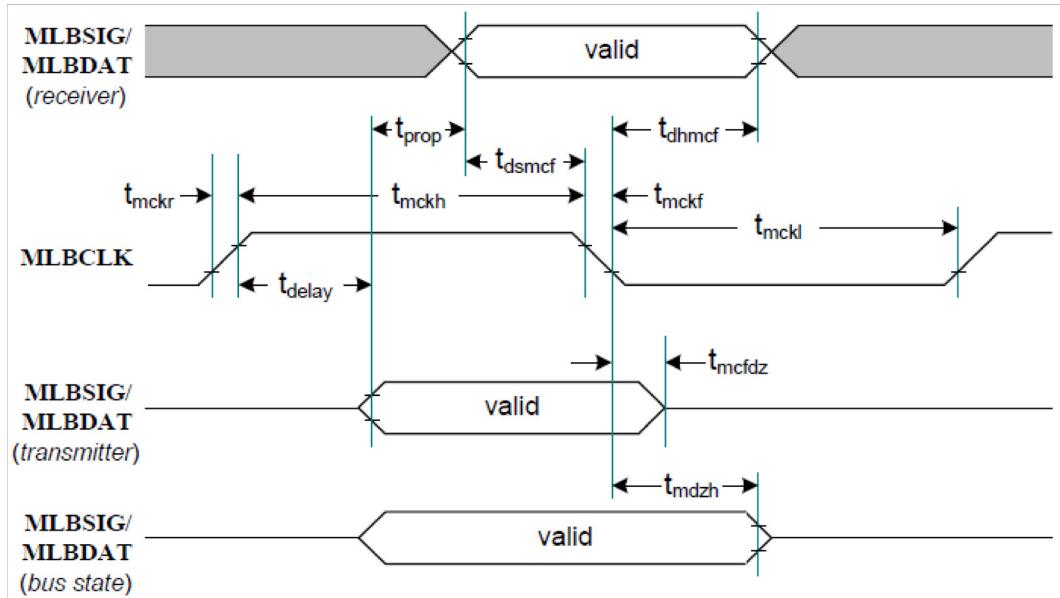 MLBSIG/
MLBDAT
(receiver)
valid
tprop
tdhmcf
tdsmcf
tmckr
tmckh
tmckf
tmckl
MLBCLK
tdelay
tmcfdz
MLBSIG/
MLBDAT
(transmitter)
valid
tmdzh
MLBSIG/
MLBDAT
(bus state)
valid